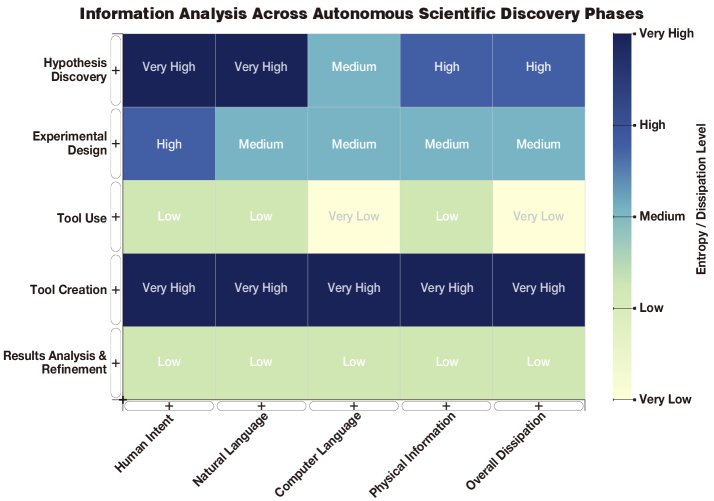 Information Analysis Across Autonomous Scientific Discovery Phases
Hypothesis
Discovery
Very High
Very High
Medium
High
High
Experimental
Design
High
Medium
Medium
Medium
Medium
Tool Use
Low
Low
Very Low
Low
Very Low
Tool Creation
Very High
Very High
Very High
Very High
Very High
Results Analysis &
Refinement
Low
Low
Low
Low
Low
Human Intent
Natural Language
Computer Language
Physical Information
Overall Dissipation
Very High
High
Medium
Low
Very Low
Entropy / Dissipation Level